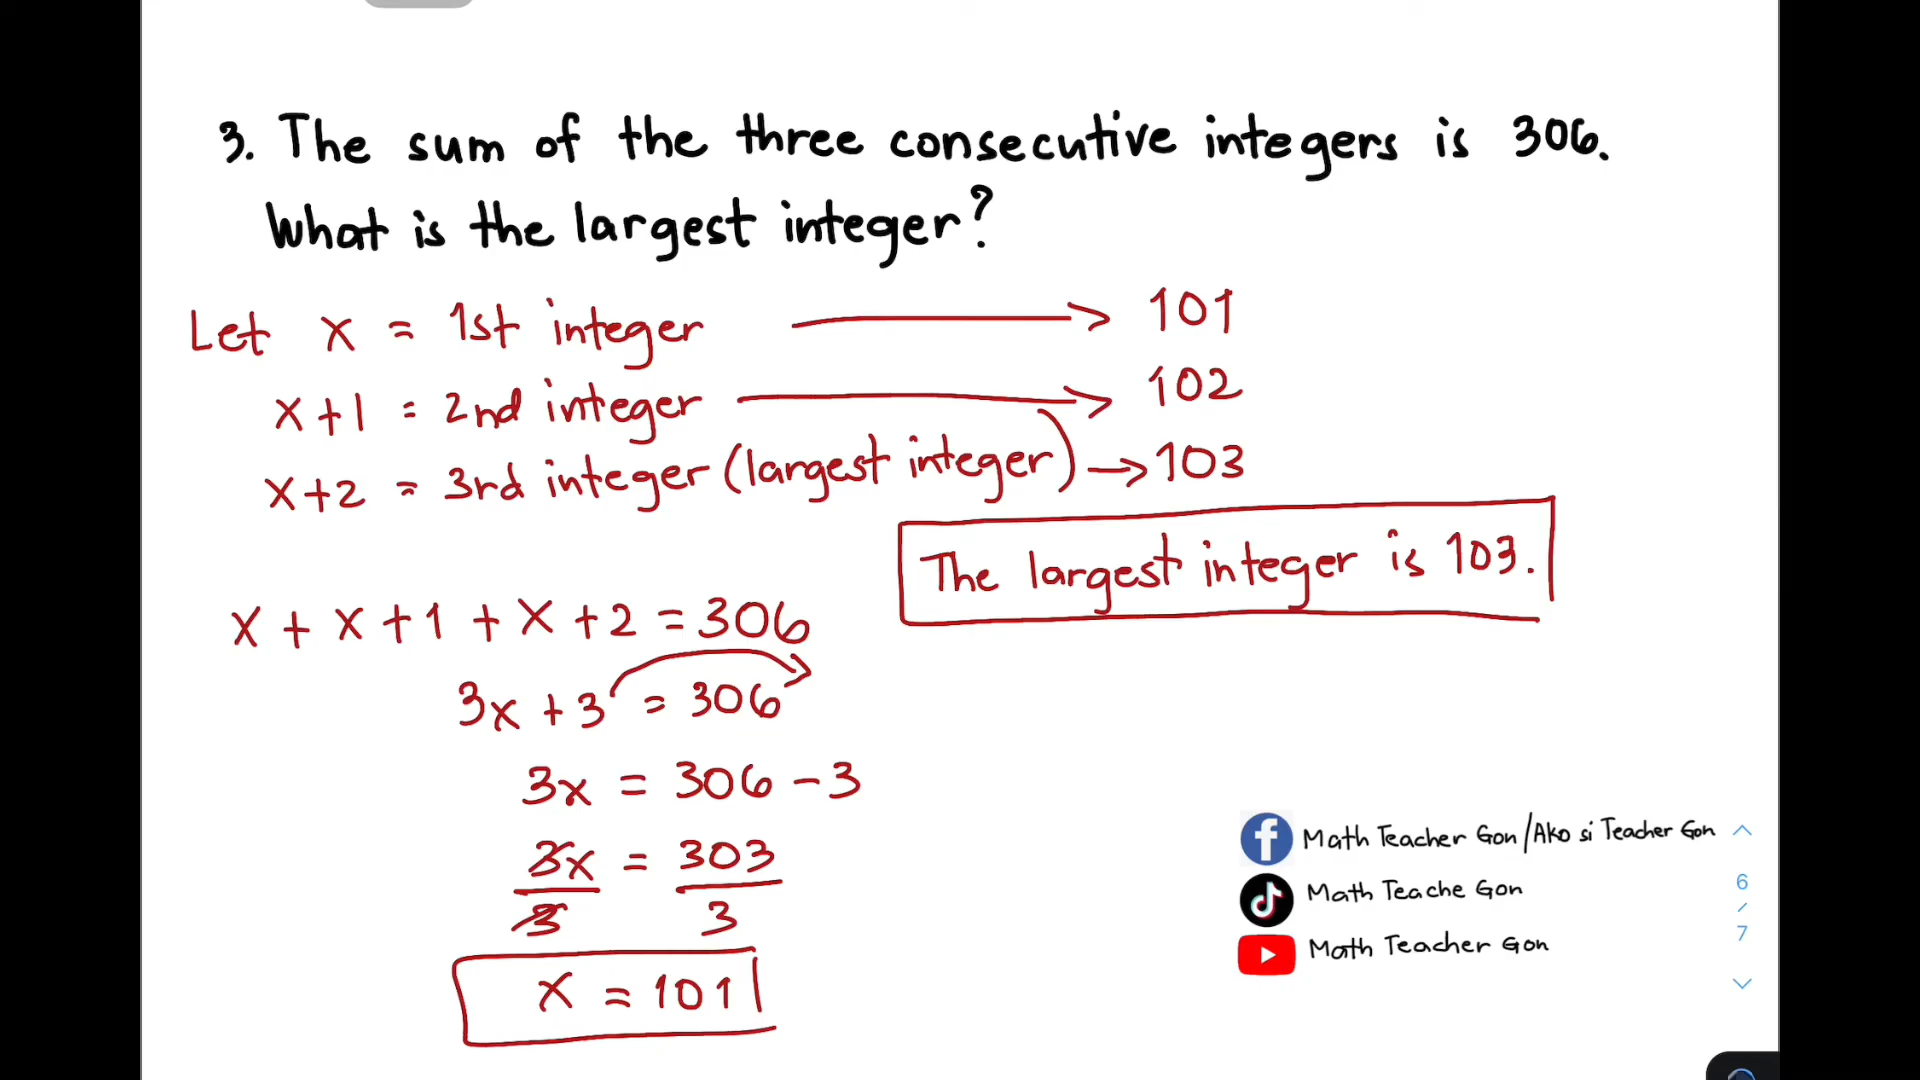 3. The sum of the three consecutive integers is 306.
What is the largest integer?
Let x = 1st integer → 101
x+1 = 2nd integer → 102
x+2 = 3rd integer (largest integer) → 103
The largest integer is 103.
x + x + 1 + x + 2 = 306
3x + 3 = 306
3x = 306 - 3
3x = 303
3 3
x = 101
Math Teacher Gon/Ako si Teacher Gon
Math Teache Gon
Math Teacher Gon
6
/
7